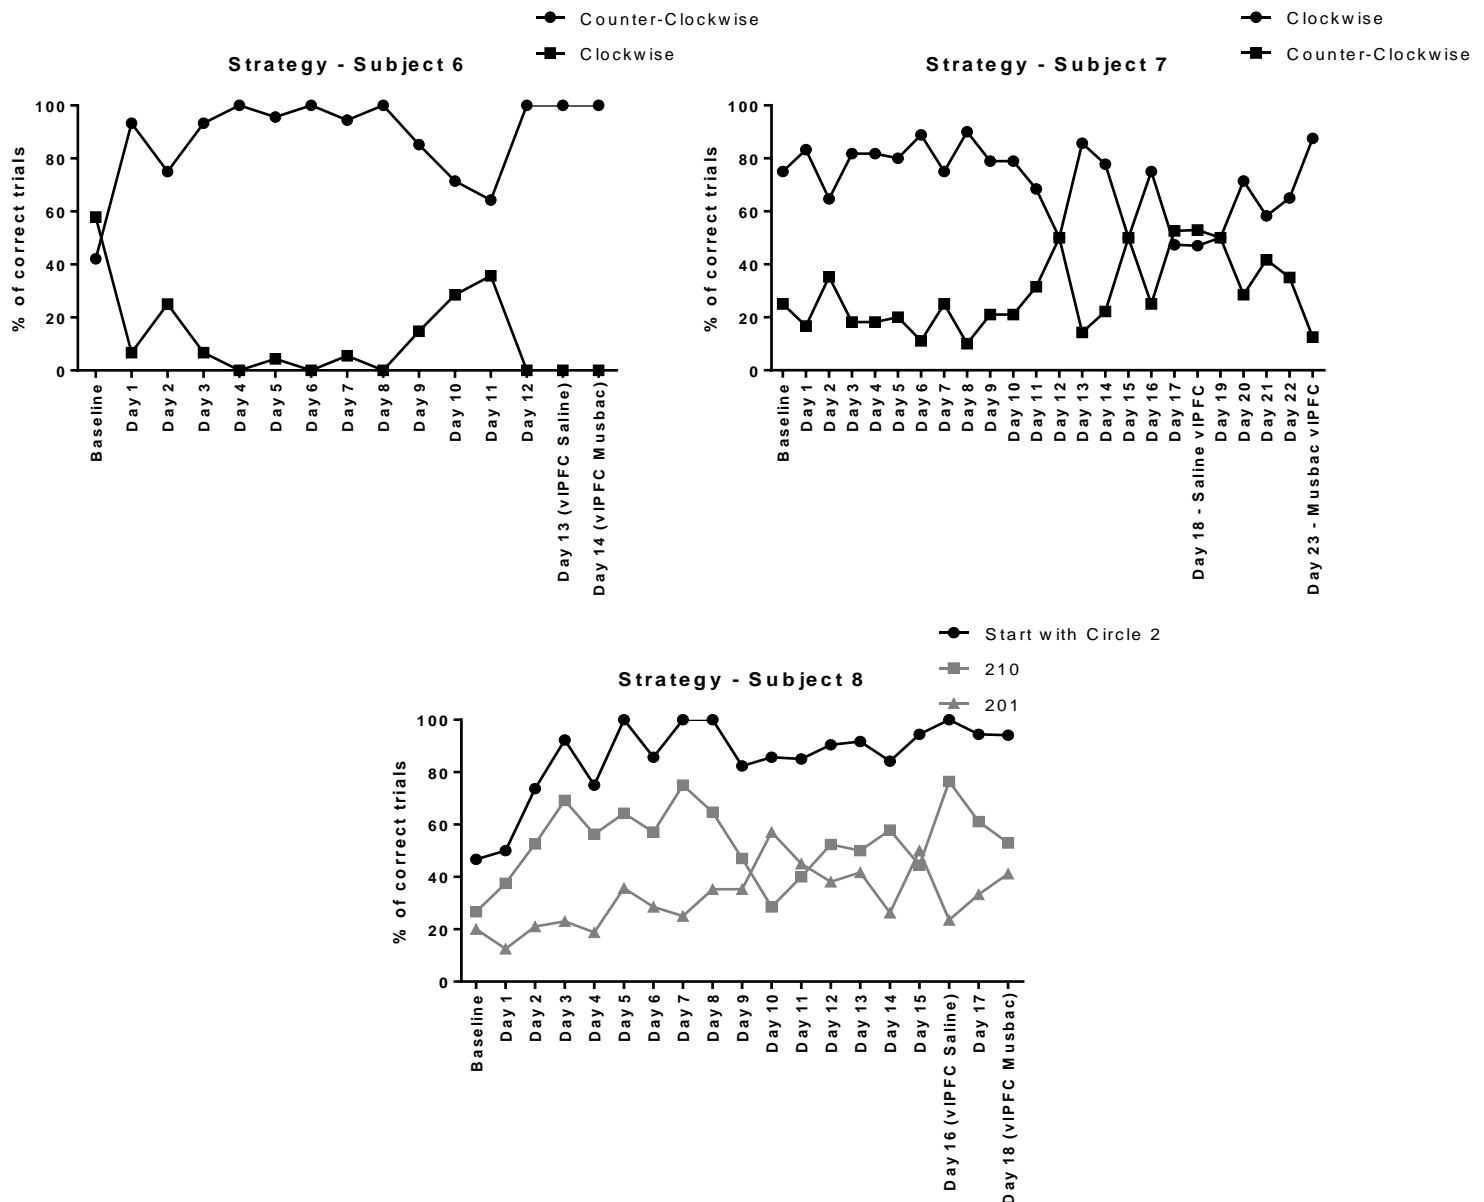 Counter-Clockwise
Clockwise
Strategy - Subject 6
% of correct trials
100
80
60
40
20
0
Baseline
Day 1
Day 2
Day 3
Day 4
Day 5
Day 6
Day 7
Day 8
Day 9
Day 10
Day 11
Day 12
Day 13 (vlPFC Saline)
Day 14 (vlPFC Musbac)
Clockwise
Counter-Clockwise
Strategy - Subject 7
% of correct trials
100
80
60
40
20
0
Baseline
Day 1
Day 2
Day 3
Day 4
Day 5
Day 6
Day 7
Day 8
Day 9
Day 10
Day 11
Day 12
Day 13
Day 14
Day 15
Day 16
Day 17
Day 18 - Saline vlPFC
Day 19
Day 20
Day 21
Day 22
Day 23 - Musbac vlPFC
Start with Circle 2
210
201
Strategy - Subject 8
% of correct trials
100
80
60
40
20
0
Baseline
Day 1
Day 2
Day 3
Day 4
Day 5
Day 6
Day 7
Day 8
Day 9
Day 10
Day 11
Day 12
Day 13
Day 14
Day 15
Day 16 (vlPFC Saline)
Day 17
Day 18 (vlPFC Musbac)